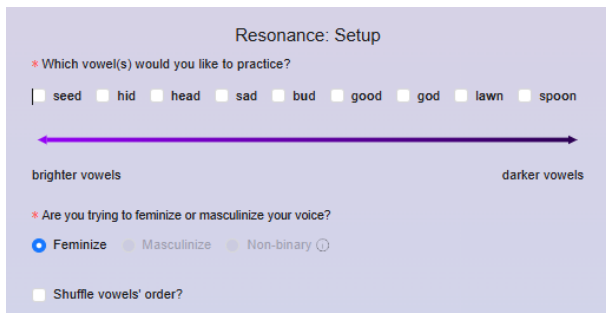 Resonance: Setup
* Which vowel(s) would you like to practice?
seed hid head sad bud good god lawn spoon
brighter vowels darker vowels
* Are you trying to feminize or masculinize your voice?
Feminize Masculinize Non-binary
Shuffle vowels' order?